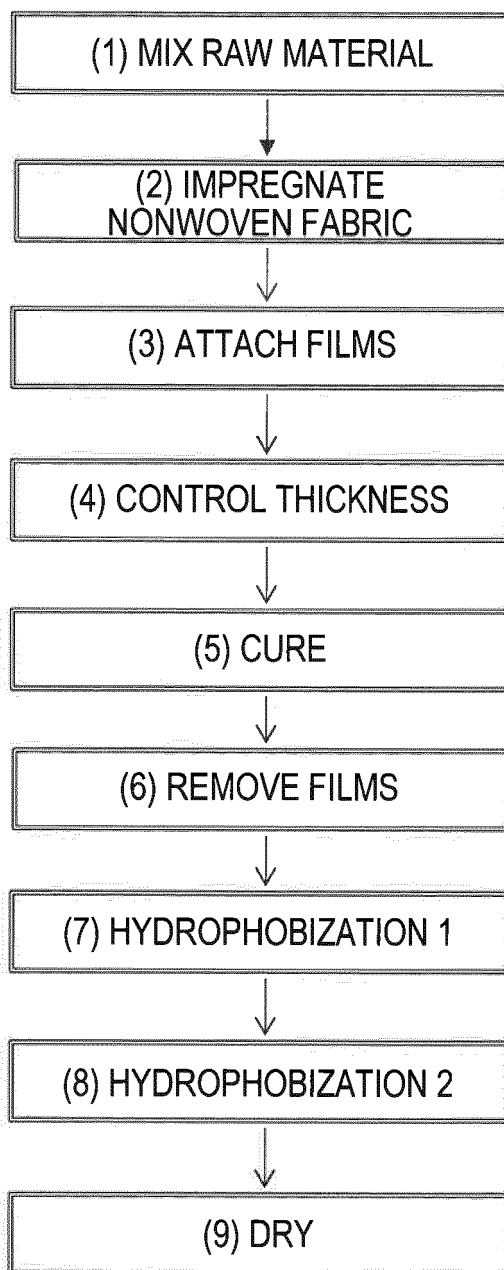 (1) MIX RAW MATERIAL
(2) IMPREGNATE
NONWOVEN FABRIC
(3) ATTACH FILMS
(4) CONTROL THICKNESS
(5) CURE
(6) REMOVE FILMS
(7) HYDROPHOBIZATION 1
(8) HYDROPHOBIZATION 2
(9) DRY